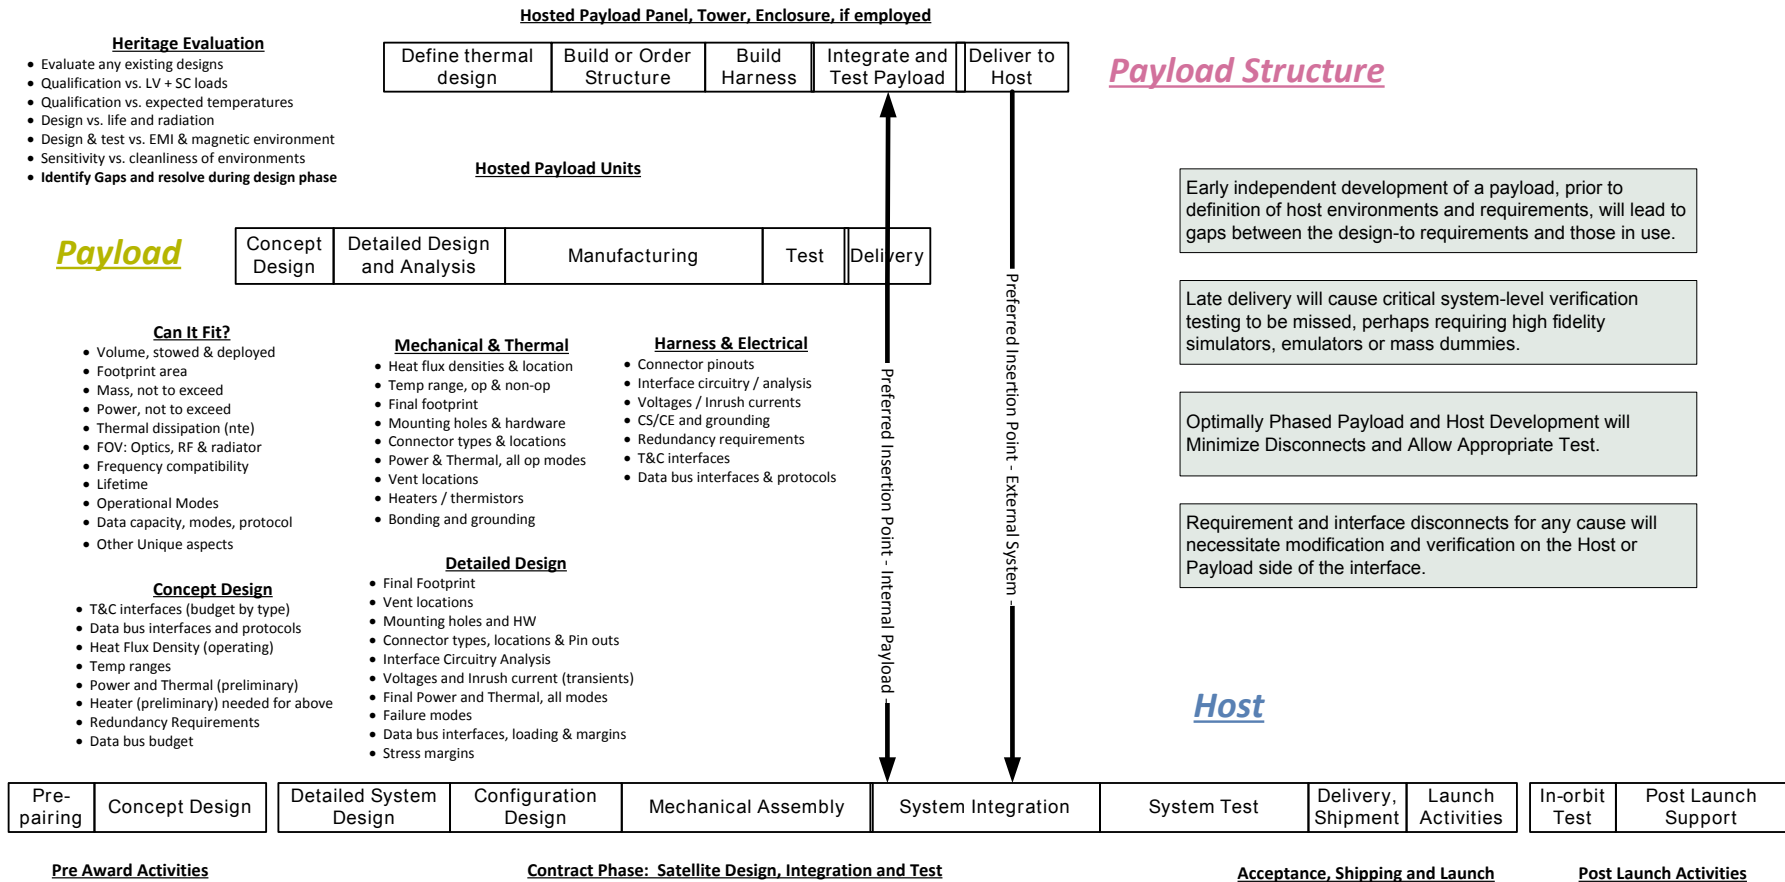 Hosted Payload Panel, Tower, Enclosure, if employed
Define thermal
design
Build or Order
Structure
Build
Harness
Integrate and
Test Payload
Deliver to
Host
Payload Structure
Heritage Evaluation
• Evaluate any existing designs
• Qualification vs. LV + SC loads
• Qualification vs. expected temperatures
• Design vs. life and radiation
• Design & test vs. EMI & magnetic environment
• Sensitivity vs. cleanliness of environments
• Identify Gaps and resolve during design phase
Hosted Payload Units
Payload
Concept
Design
Detailed Design
and Analysis
Manufacturing
Test
Delivery
Early independent development of a payload, prior to
definition of host environments and requirements, will lead to
gaps between the design-to requirements and those in use.
Late delivery will cause critical system-level verification
testing to be missed, perhaps requiring high fidelity
simulators, emulators or mass dummies.
Optimally Phased Payload and Host Development will
Minimize Disconnects and Allow Appropriate Test.
Requirement and interface disconnects for any cause will
necessitate modification and verification on the Host or
Payload side of the interface.
Can It Fit?
• Volume, stowed & deployed
• Footprint area
• Mass, not to exceed
• Power, not to exceed
• Thermal dissipation (nte)
• FOV: Optics, RF & radiator
• Frequency compatibility
• Lifetime
• Operational Modes
• Data capacity, modes, protocol
• Other Unique aspects
Mechanical & Thermal
• Heat flux densities & location
• Temp range, op & non-op
• Final footprint
• Mounting holes & hardware
• Connector types & locations
• Power & Thermal, all op modes
• Vent locations
• Heaters / thermistors
• Bonding and grounding
Harness & Electrical
• Connector pinouts
• Interface circuitry / analysis
• Voltages / Inrush currents
• CS/CE and grounding
• Redundancy requirements
• T&C interfaces
• Data bus interfaces & protocols
Preferred Insertion Point - Internal Payload -
Preferred Insertion Point - External System -
Concept Design
• T&C interfaces (budget by type)
• Data bus interfaces and protocols
• Heat Flux Density (operating)
• Temp ranges
• Power and Thermal (preliminary)
• Heater (preliminary) needed for above
• Redundancy Requirements
• Data bus budget
Detailed Design
• Final Footprint
• Vent locations
• Mounting holes and HW
• Connector types, locations & Pin outs
• Interface Circuitry Analysis
• Voltages and Inrush current (transients)
• Final Power and Thermal, all modes
• Failure modes
• Data bus interfaces, loading & margins
• Stress margins
Host
Pre-
pairing
Concept Design
Detailed System
Design
Configuration
Design
Mechanical Assembly
System Integration
System Test
Delivery,
Shipment
Launch
Activities
In-orbit
Test
Post Launch
Support
Pre Award Activities
Contract Phase: Satellite Design, Integration and Test
Acceptance, Shipping and Launch
Post Launch Activities